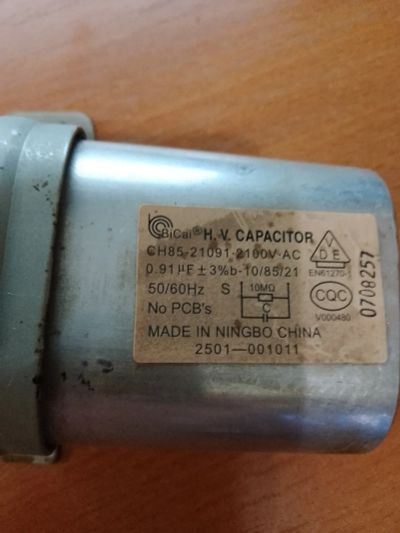 BiCai® H.V. CAPACITOR
CH85-21091-2100V·AC
0.91µF±3%b-10/85/21
50/60Hz S 10MΩ
C
No PCB's
MADE IN NINGBO CHINA
2501—001011
VDE
EN61270-1
CQC
V000480
0708257